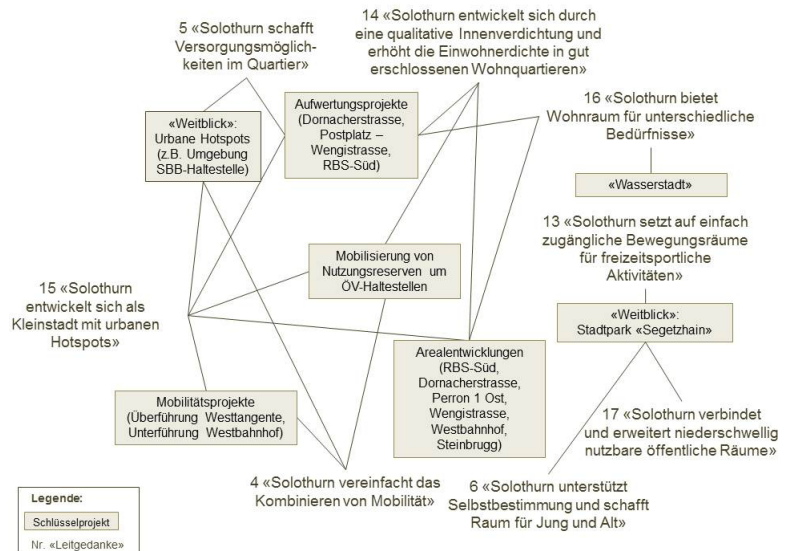 5 «Solothurn schafft
Versorgungsmöglich-
keiten im Quartier»
14 «Solothurn entwickelt sich durch
eine qualitative Innenverdichtung und
erhöht die Einwohnerdichte in gut
erschlossenen Wohnquartieren»
«Weitblick»:
Urbane Hotspots
(z.B. Umgebung
SBB-Haltestelle)
Aufwertungsprojekte
(Dornacherstrasse,
Postplatz –
Wengistrasse,
RBS-Süd)
16 «Solothurn bietet
Wohnraum für unterschiedliche
Bedürfnisse»
«Wasserstadt»
13 «Solothurn setzt auf einfach
zugängliche Bewegungsräume
für freizeitsportliche
Aktivitäten»
Mobilisierung von
Nutzungsreserven um
ÖV-Haltestellen
15 «Solothurn
entwickelt sich als
Kleinstadt mit urbanen
Hotspots»
«Weitblick»:
Stadtpark «Segetzhain»
Arealentwicklungen
(RBS-Süd,
Dornacherstrasse,
Perron 1 Ost,
Wengistrasse,
Westbahnhof,
Steinbrugg)
Mobilitätsprojekte
(Überführung Westtangente,
Unterführung Westbahnhof)
17 «Solothurn verbindet
und erweitert niederschwellig
nutzbare öffentliche Räume»
4 «Solothurn vereinfacht das
Kombinieren von Mobilität»
6 «Solothurn unterstützt
Selbstbestimmung und schafft
Raum für Jung und Alt»
Legende:
Schlüsselprojekt
Nr. «Leitgedanke»